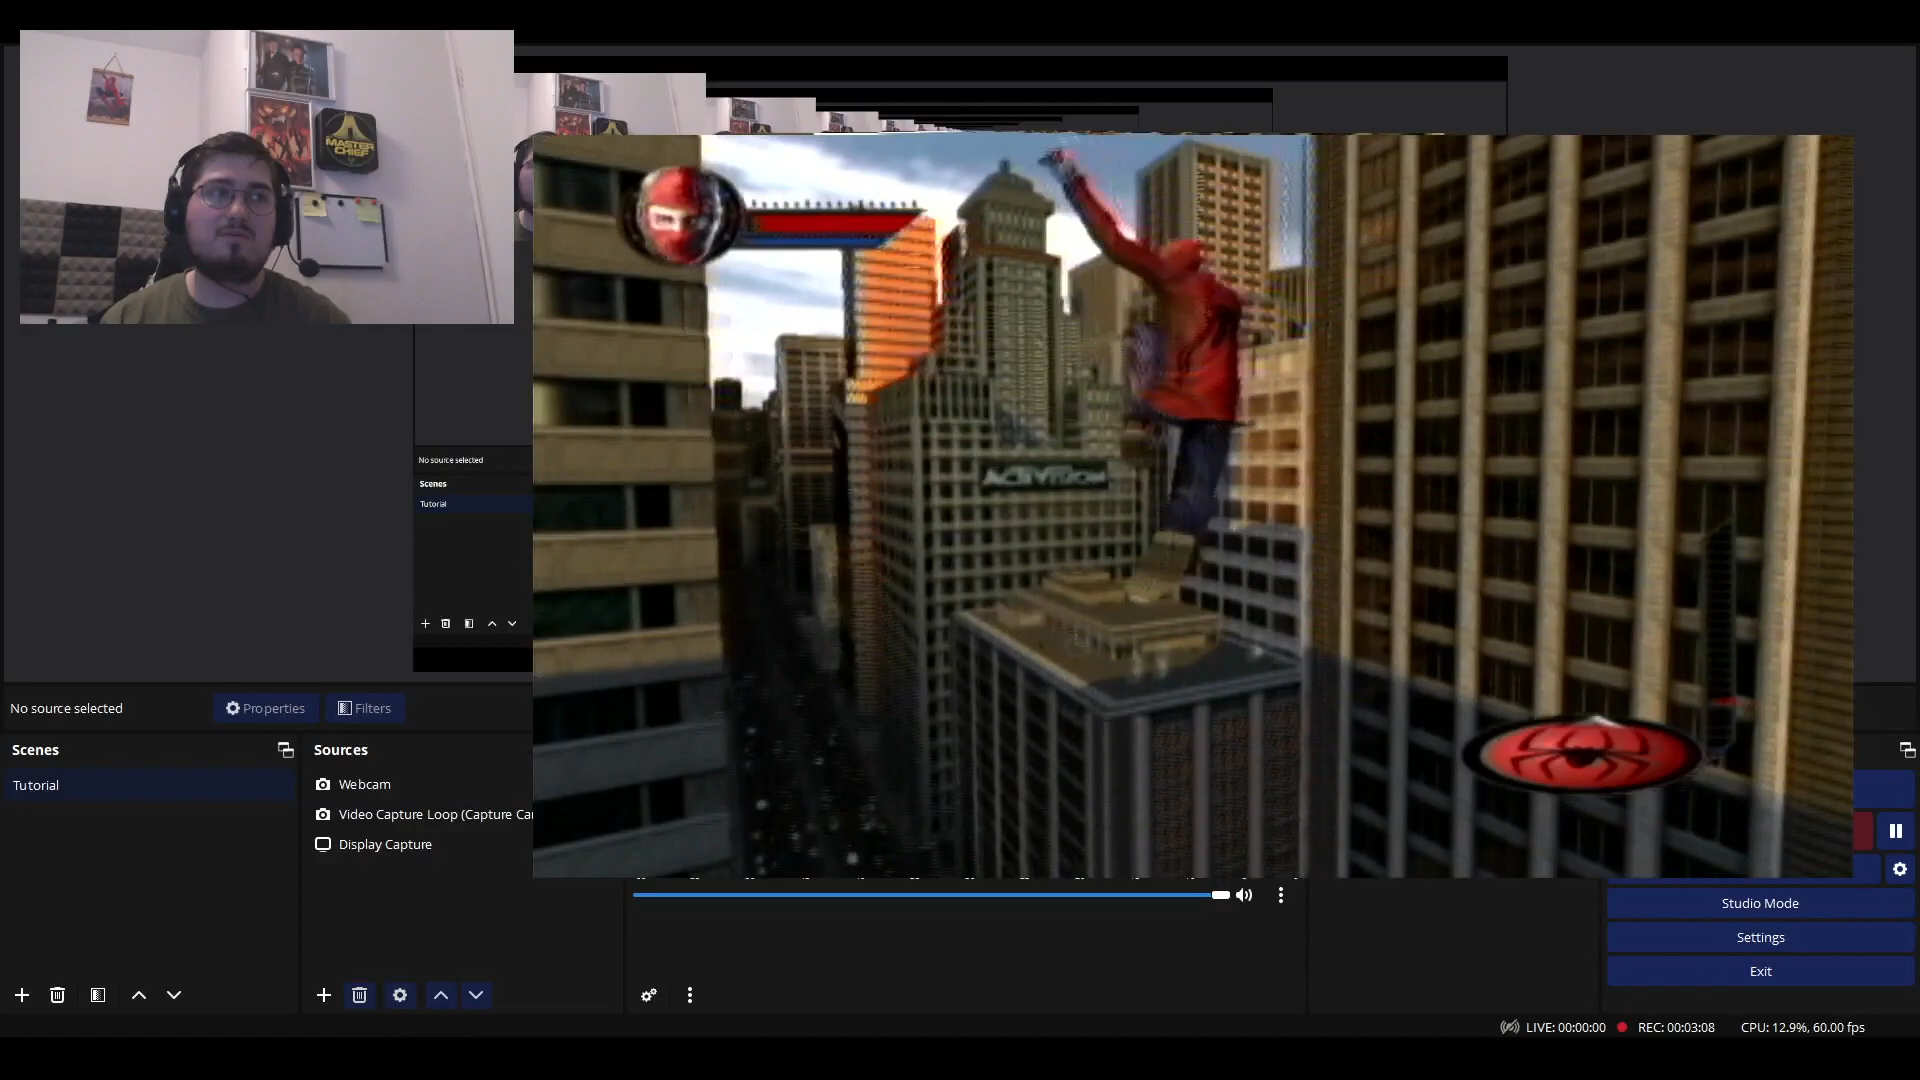 MASTER
CHIEF
ACTIVISION
No source selected
Scenes
Tutorial
No source selected
Properties
Filters
Scenes
Sources
Tutorial
Webcam
Video Capture Loop (Capture Ca
Display Capture
Studio Mode
Settings
Exit
LIVE: 00:00:00
REC: 00:03:08
CPU: 12.9%, 60.00 fps